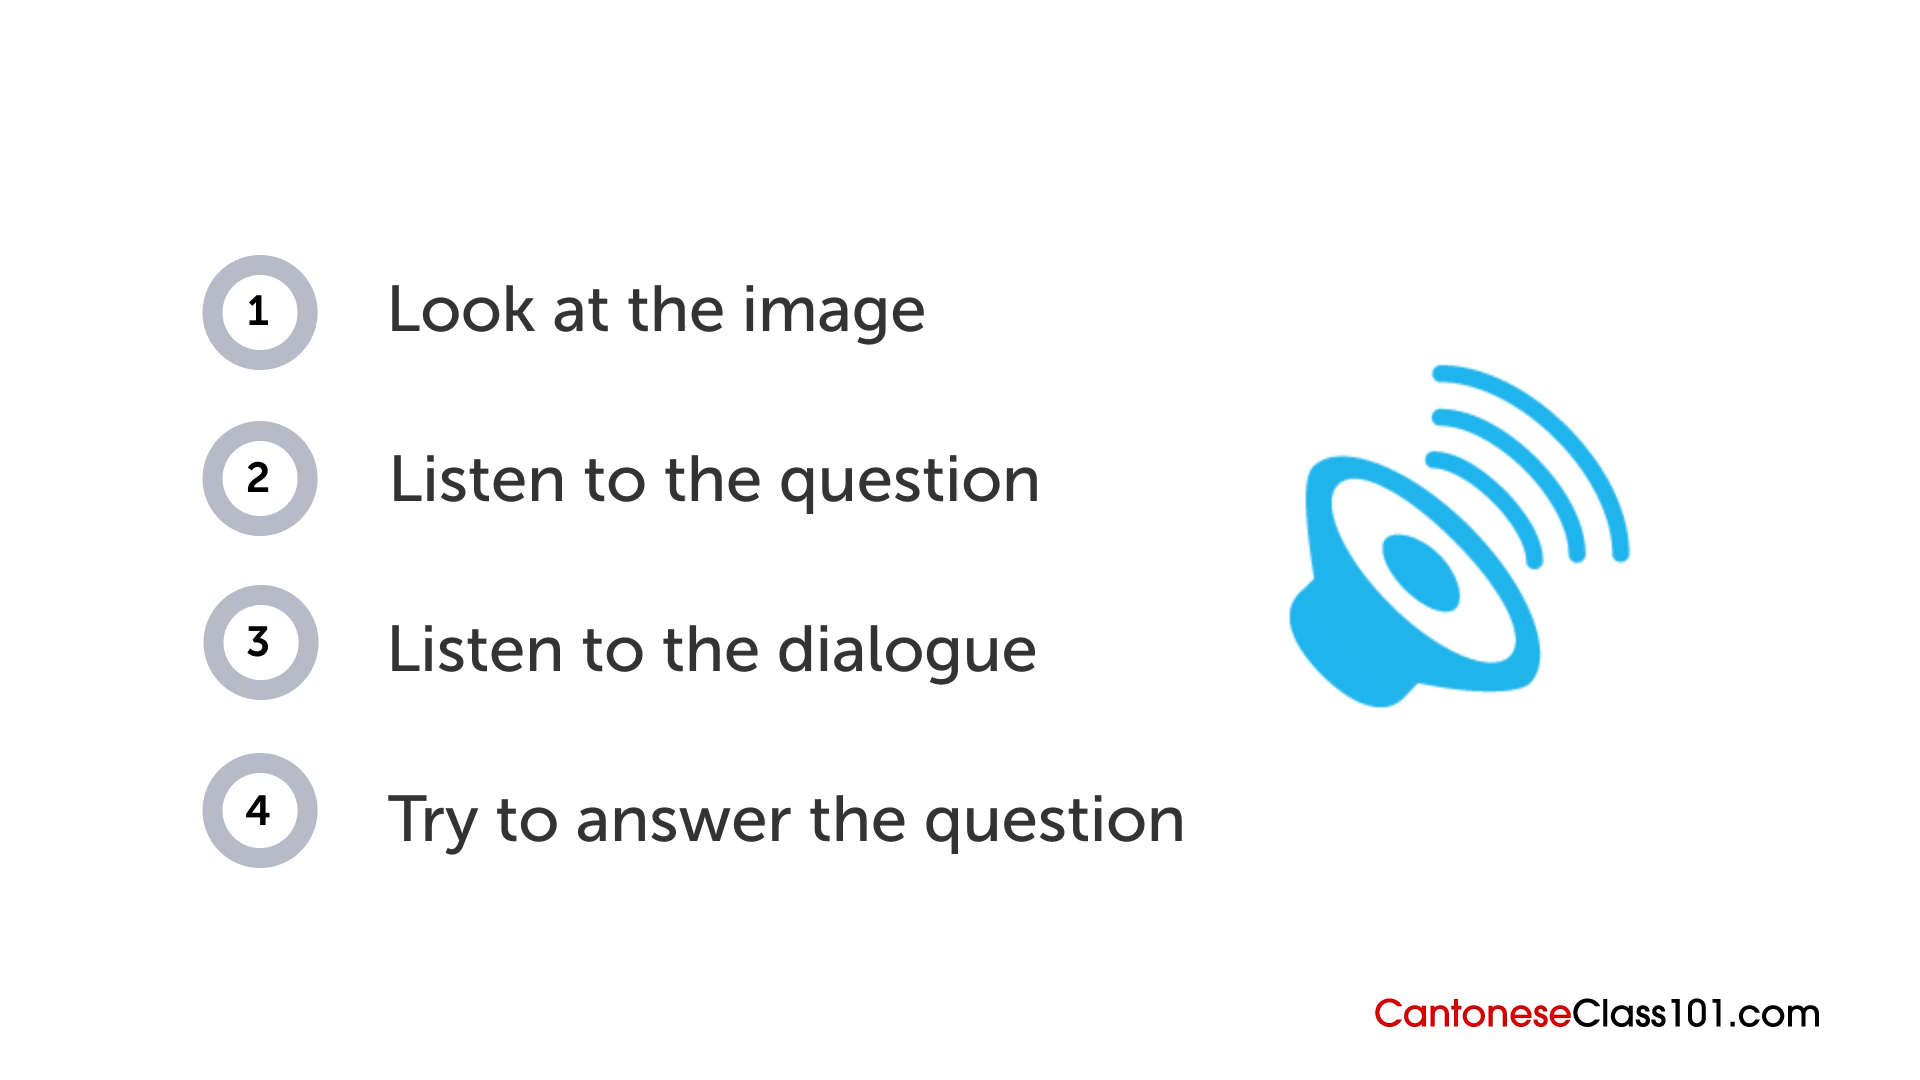 1 Look at the image
2 Listen to the question
3 Listen to the dialogue
4 Try to answer the question
CantoneseClass101.com